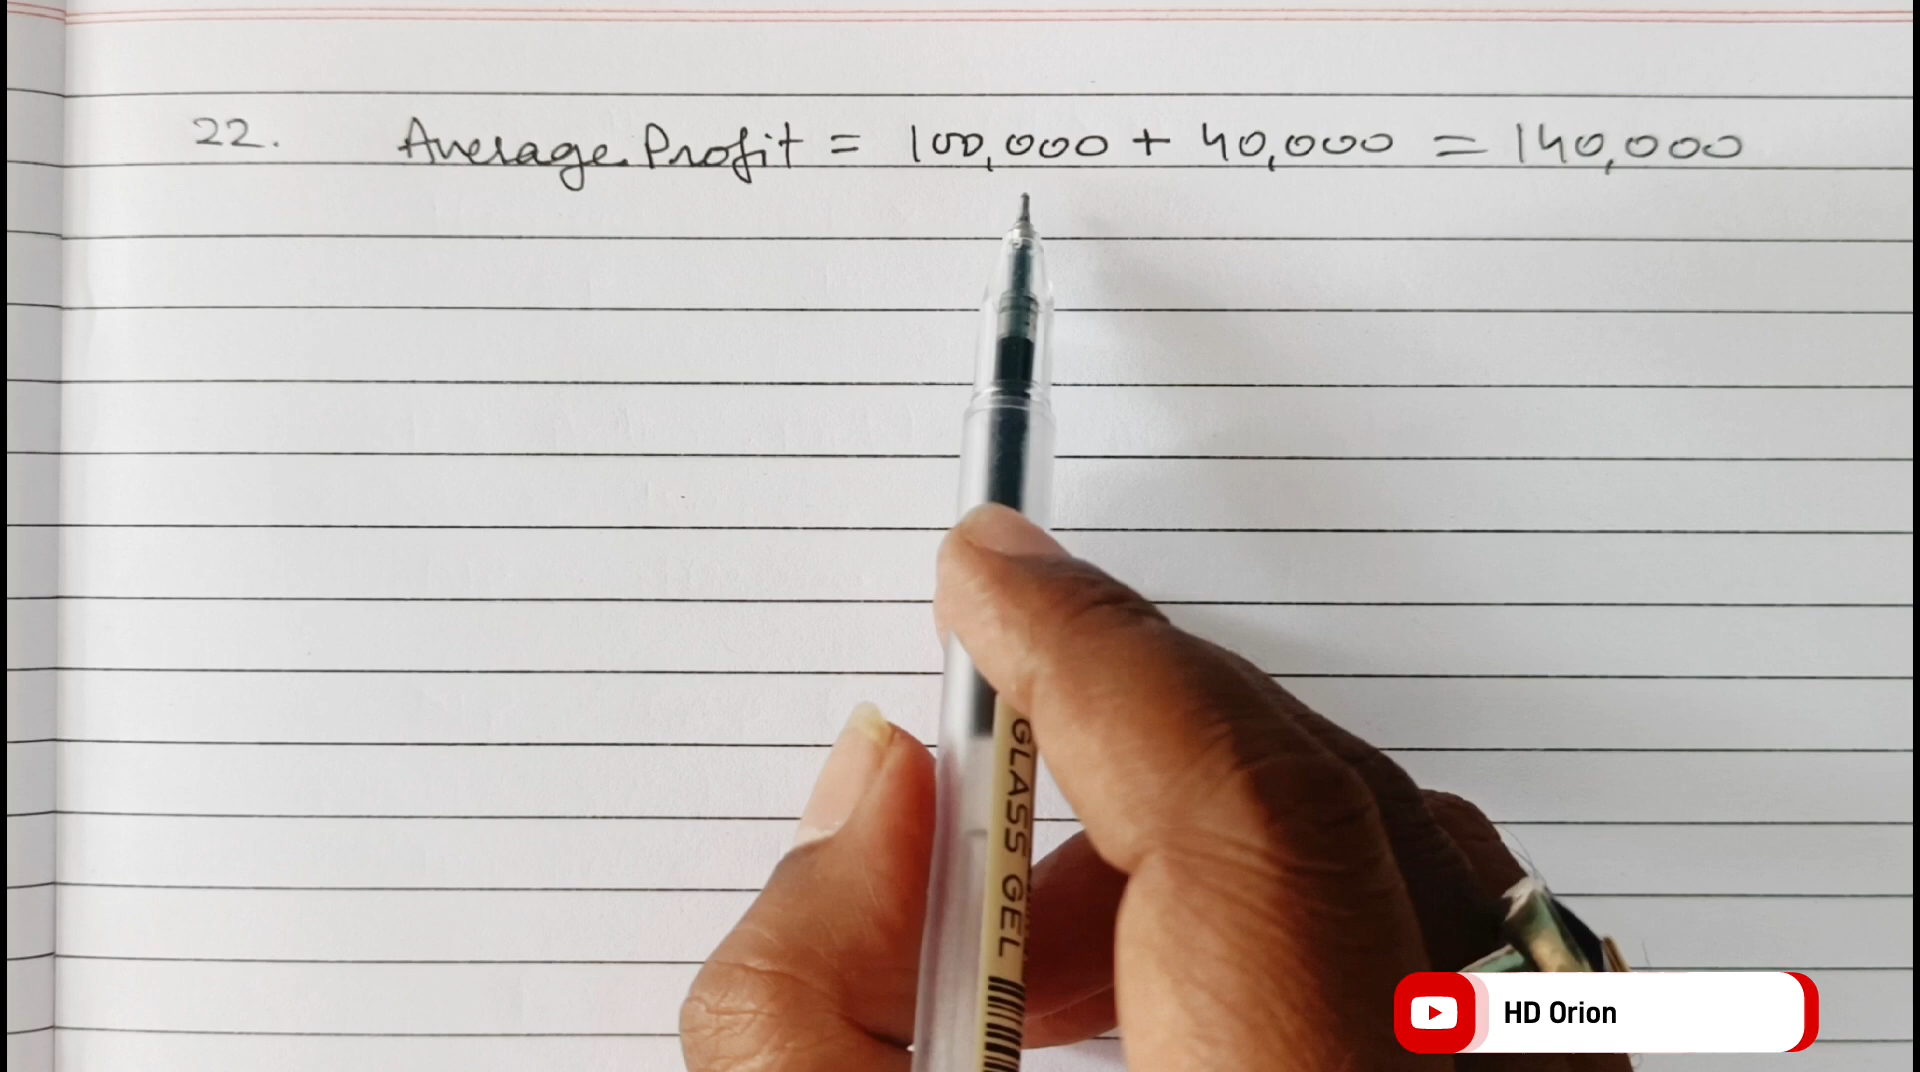 22. Average Profit = 100,000 + 40,000 = 140,000
GLASS GEL
HD Orion